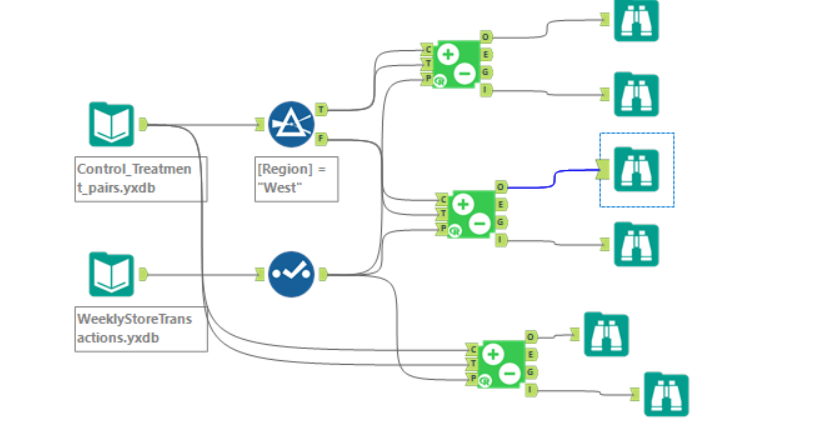 O
C
E
T
G
P
I
T
F
Control_Treatmen
t_pairs.yxdb
[Region] =
"West"
O
C
E
T
G
P
I
WeeklyStoreTrans
actions.yxdb
O
C
E
T
G
P
I